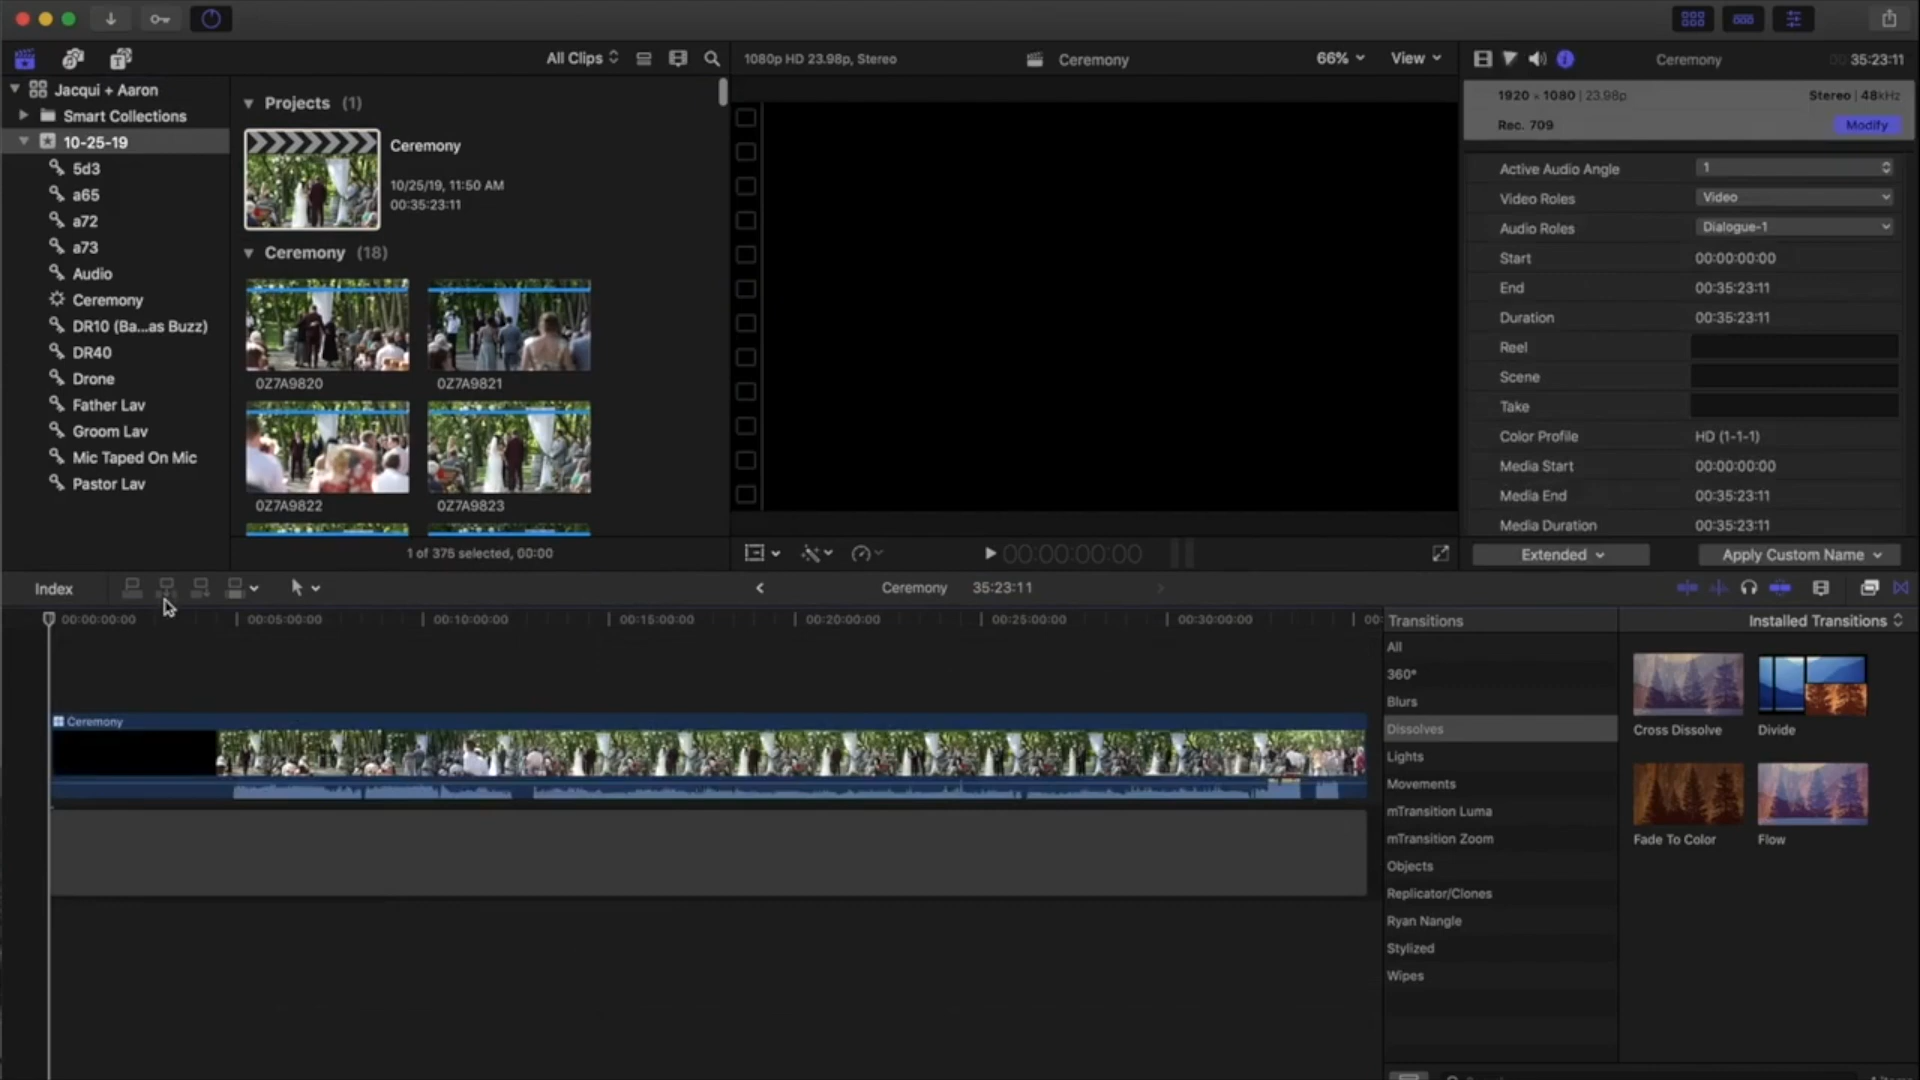 All Clips
1080p HD 23.98p, Stereo
Ceremony
66%
View
Ceremony
35:23:11
Jacqui + Aaron
Smart Collections
10-25-19
5d3
a65
a72
a73
Audio
Ceremony
DR10 (Ba...as Buzz)
DR40
Drone
Father Lav
Groom Lav
Mic Taped On Mic
Pastor Lav
Projects (1)
Ceremony
10/25/19, 11:50 AM
00:35:23:11
Ceremony (18)
0Z7A9820
0Z7A9821
0Z7A9822
0Z7A9823
1 of 375 selected, 00:00
00:00:00:00
1920 × 1080 | 23.98p
Stereo | 48kHz
Rec. 709
Modify
Active Audio Angle 1
Video Roles Video
Audio Roles Dialogue-1
Start 00:00:00:00
End 00:35:23:11
Duration 00:35:23:11
Reel
Scene
Take
Color Profile HD (1-1-1)
Media Start 00:00:00:00
Media End 00:35:23:11
Media Duration 00:35:23:11
Extended
Apply Custom Name
Index
Ceremony 35:23:11
00:00:00:00 00:05:00:00 00:10:00:00 00:15:00:00 00:20:00:00 00:25:00:00 00:30:00:00 00:
Ceremony
Transitions
All
360°
Blurs
Dissolves
Lights
Movements
mTransition Luma
mTransition Zoom
Objects
Replicator/Clones
Ryan Nangle
Stylized
Wipes
Installed Transitions
Cross Dissolve
Divide
Fade To Color
Flow